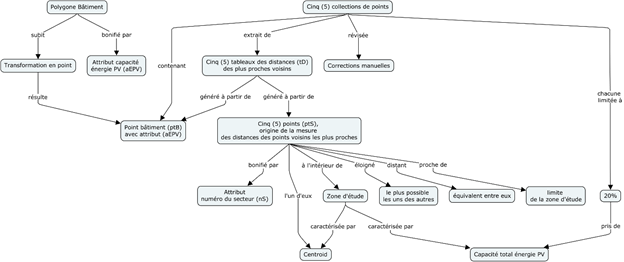 Polygone Bâtiment
Cinq (5) collections de points
subit
bonifié par
extrait de
révisée
Transformation en point
Attribut capacité
énergie PV (aEPV)
contenant
Cinq (5) tableaux des distances (tD)
des plus proches voisins
Corrections manuelles
chacune
limitée à
résulte
généré à partir de
généré à partir de
Point bâtiment (ptB)
avec attribut (aEPV)
Cinq (5) points (ptS),
origine de la mesure
des distances des points voisins les plus proches
bonifié par
à l'intérieur de
éloigné
distant
proche de
Attribut
numéro du secteur (nS)
l'un d'eux
Zone d'étude
le plus possible
les uns des autres
équivalent entre eux
limite
de la zone d'étude
20%
caractérisée par
caractérisée par
pris de
Centroid
Capacité total énergie PV